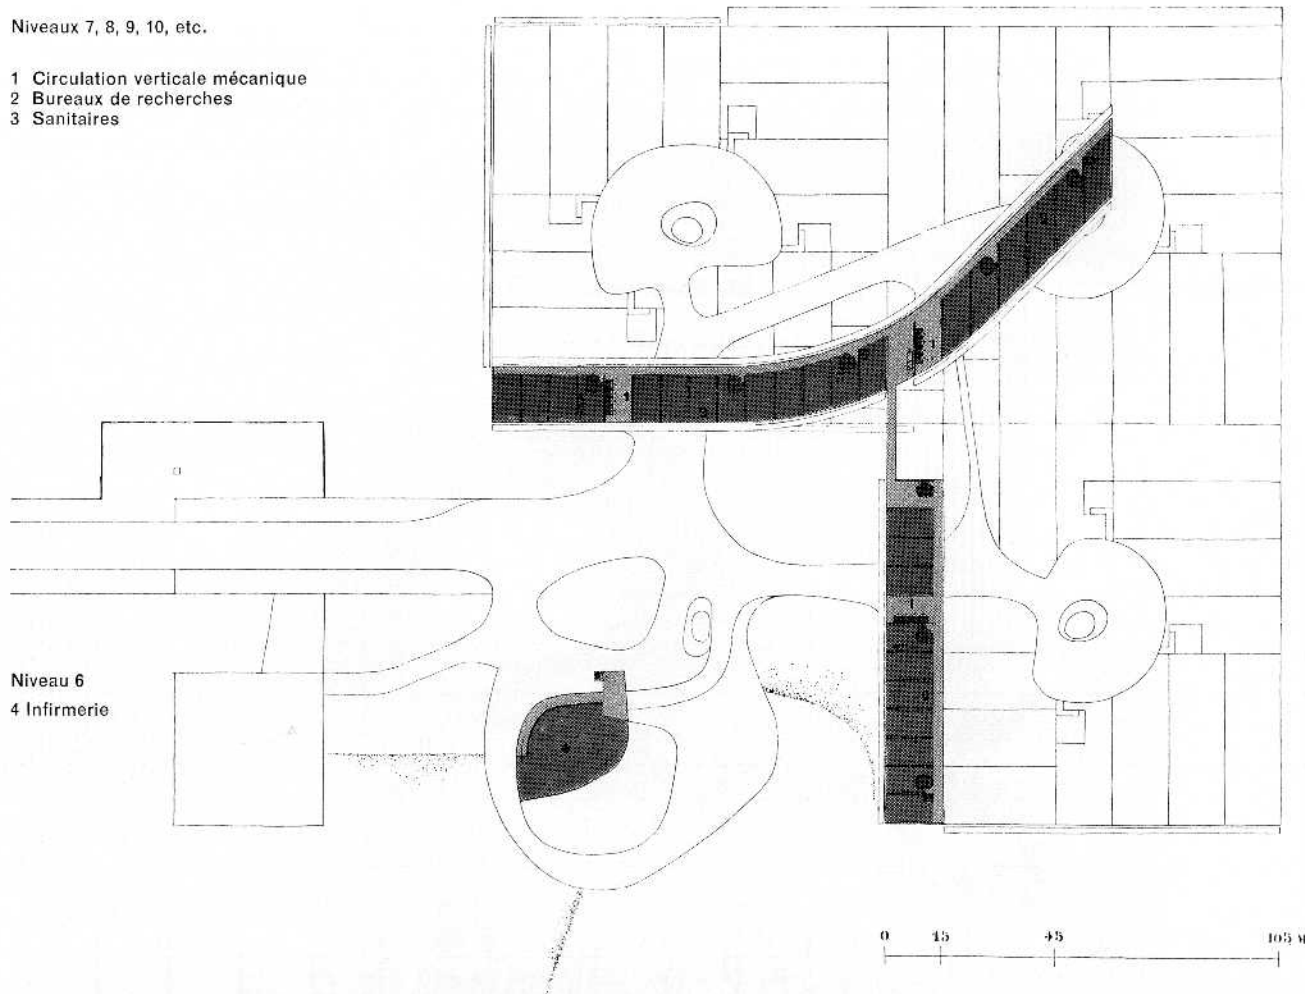 Niveaux 7, 8, 9, 10, etc.
1 Circulation verticale mécanique
2 Bureaux de recherches
3 Sanitaires
Niveau 6
4 Infirmerie
0 15 45 105 M